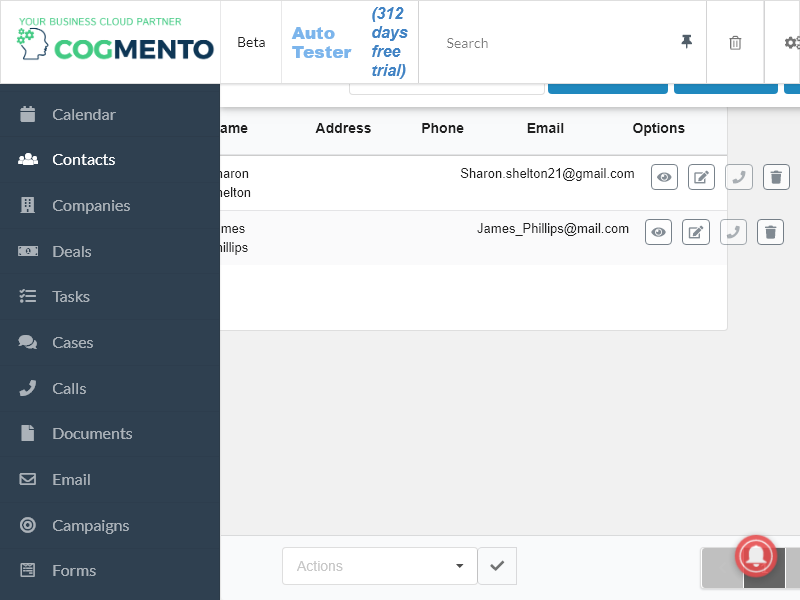 YOUR BUSINESS CLOUD PARTNER
COGMENTO
Beta
Auto Tester
(312 days free trial)
Search
Calendar
Contacts
Companies
Deals
Tasks
Cases
Calls
Documents
Email
Campaigns
Forms
ame Address Phone Email Options
haron
helton
Sharon.shelton21@gmail.com
mes
hillips
James_Phillips@mail.com
Actions